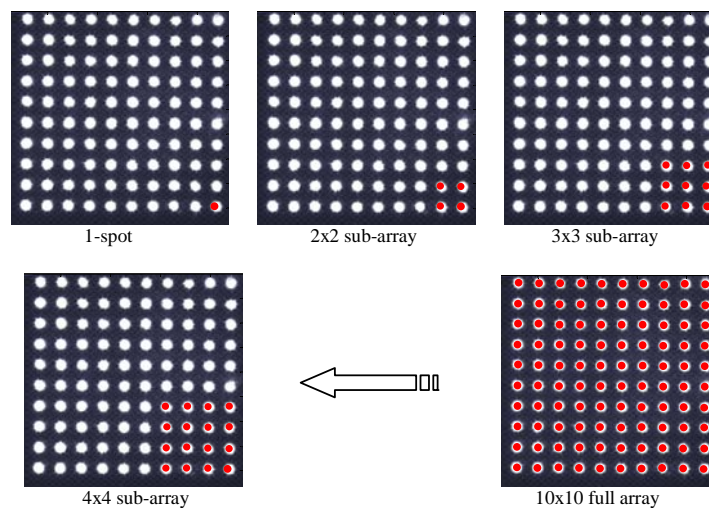 1-spot
2x2 sub-array
3x3 sub-array
4x4 sub-array
10x10 full array